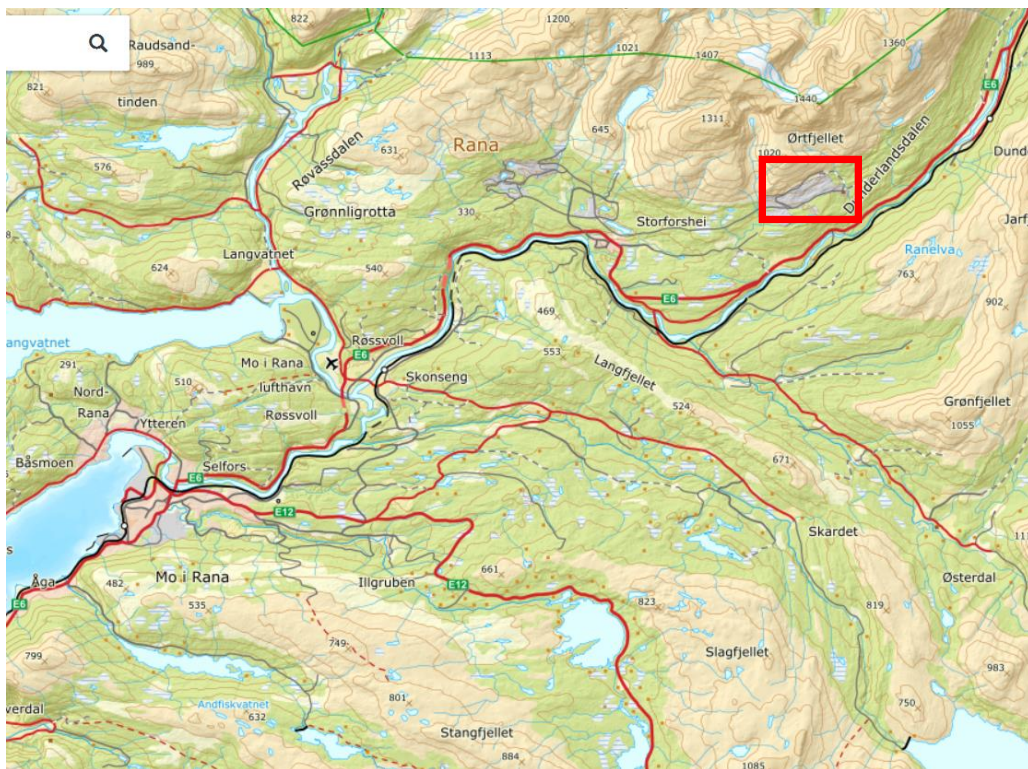 822
1200
Raudsand-
989
1113
1021
1407
1360
821
E6
tinden
1440
1311
645
Ørtfjellet
Røvassdalen
631
Rana
1020
576
Dunderlandsdalen
Grønnligrotta
330
Storforshei
Ranelva
Langvatnet
540
763
624
E6
902
469
Røssvoll
E6
553
291
Mo i Rana
lufthavn
Røssvoll
Skonseng
Langfjellet
510
Nord-
Rana
524
Grønfjellet
Ytteren
1055
Båsmoen
Selfors
671
E6
E12
Skardet
Åga
482
Mo i Rana
Illgruben
E12
661
Østerdal
E6
535
823
819
749
Slagfjellet
799
983
801
Andfiskvatnet
632
750
Stangfjellet
884
1085